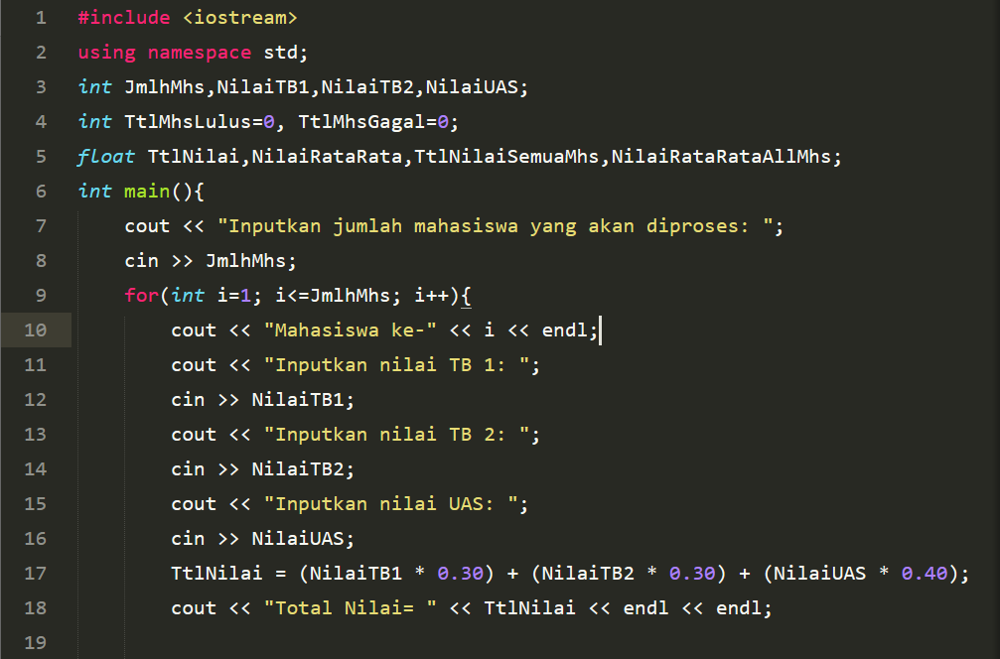 1 #include <iostream>
2 using namespace std;
3 int JmlhMhs,NilaiTB1,NilaiTB2,NilaiUAS;
4 int TtlMhsLulus=0, TtlMhsGagal=0;
5 float TtlNilai,NilaiRataRata,TtlNilaiSemuaMhs,NilaiRataRataAllMhs;
6 int main(){
7     cout << "Inputkan jumlah mahasiswa yang akan diproses: ";
8     cin >> JmlhMhs;
9     for(int i=1; i<=JmlhMhs; i++){
10         cout << "Mahasiswa ke-" << i << endl;
11         cout << "Inputkan nilai TB 1: ";
12         cin >> NilaiTB1;
13         cout << "Inputkan nilai TB 2: ";
14         cin >> NilaiTB2;
15         cout << "Inputkan nilai UAS: ";
16         cin >> NilaiUAS;
17         TtlNilai = (NilaiTB1 * 0.30) + (NilaiTB2 * 0.30) + (NilaiUAS * 0.40);
18         cout << "Total Nilai= " << TtlNilai << endl << endl;
19